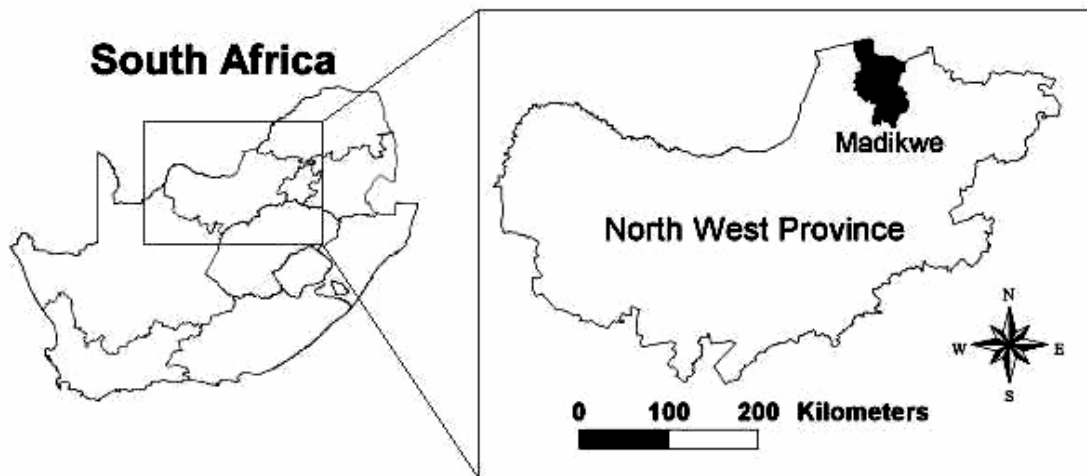 South Africa
Madikwe
North West Province
N
W E
S
0 100 200 Kilometers